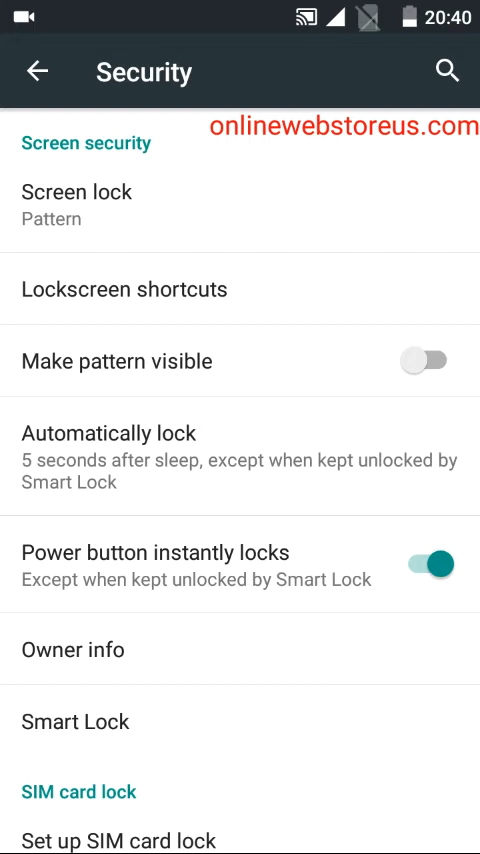 20:40
Security
onlinewebstoreus.com
Screen security
Screen lock
Pattern
Lockscreen shortcuts
Make pattern visible
Automatically lock
5 seconds after sleep, except when kept unlocked by
Smart Lock
Power button instantly locks
Except when kept unlocked by Smart Lock
Owner info
Smart Lock
SIM card lock
Set up SIM card lock